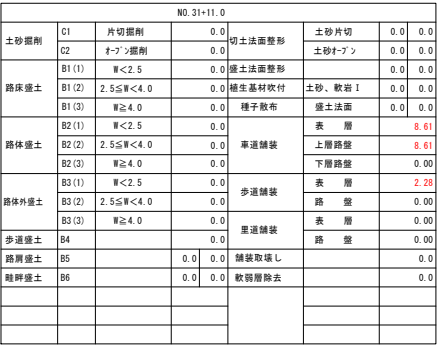 NO.31+11.0
土砂掘削 C1 片切掘削 0.0 切土法面整形 土砂片切 0.0 0.0
C2 オープン掘削 0.0 土砂オープン 0.0 0.0
路床盛土 B1(1) W<2.5 0.0 盛土法面整形 0.0 0.0
B1(2) 2.5≦W<4.0 0.0 植生基材吹付 土砂、軟岩Ⅰ 0.0 0.0
B1(3) W≧4.0 0.0 種子散布 盛土法面 0.0 0.0
路体盛土 B2(1) W<2.5 0.0 車道舗装 表 層 8.61
B2(2) 2.5≦W<4.0 0.0 上層路盤 8.61
B2(3) W≧4.0 0.0 下層路盤 0.00
路体外盛土 B3(1) W<2.5 0.0 歩道舗装 表 層 2.28
B3(2) 2.5≦W<4.0 0.0 路 盤 0.00
B3(3) W≧4.0 0.0 里道舗装 表 層 0.00
歩道盛土 B4 0.0 路 盤 0.00
路肩盛土 B5 0.0 0.0 舗装取壊し 0.0
畦畔盛土 B6 0.0 0.0 軟弱層除去 0.0